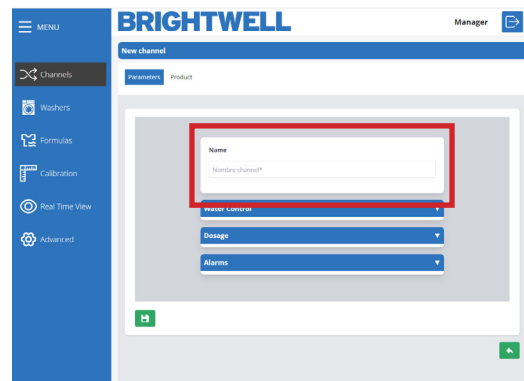 MENU
BRIGHTWELL
Manager
New channel
Parameters
Product
Channels
Washers
Formulas
Calibration
Real Time View
Advanced
Name
Nombre channel*
Water Control
Dosage
Alarms